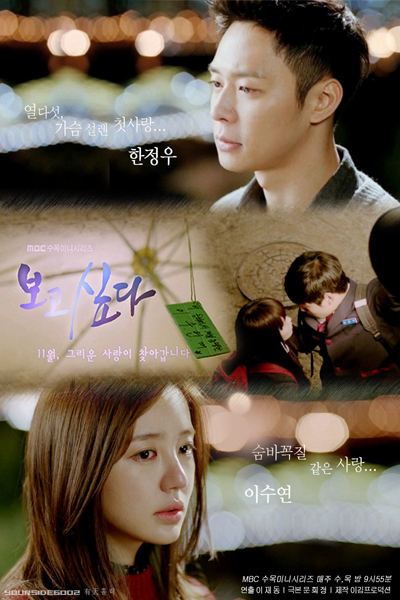 열다섯,
가슴 설렌 첫사랑...
한정우
MBC 수목미니시리즈
보고싶다
11월, 그리운 사랑이 찾아갑니다
숨바꼭질
같은 사랑...
이수연
MBC 수목미니시리즈 매주 수,목 밤 9시55분
연출 이 재 동 | 극본 문 희 정 | 제작 이김프로덕션
YOURSIDE6002